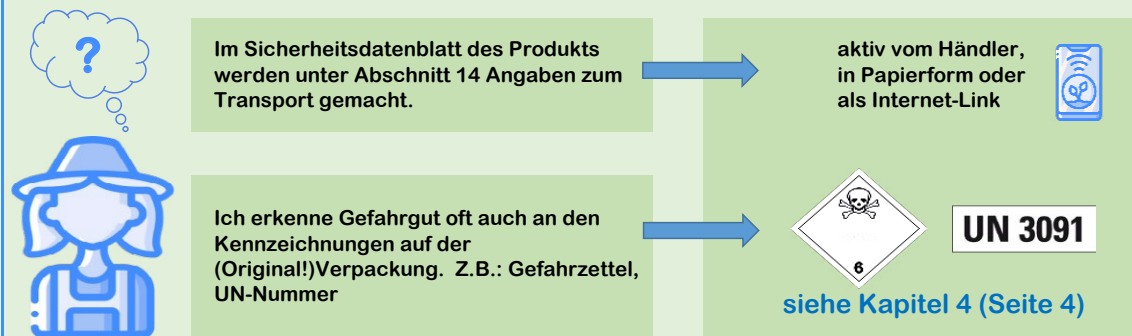 ?
Im Sicherheitsdatenblatt des Produkts
werden unter Abschnitt 14 Angaben zum
Transport gemacht.
aktiv vom Händler,
in Papierform oder
als Internet-Link
Ich erkenne Gefahrgut oft auch an den
Kennzeichnungen auf der
(Original!)Verpackung. Z.B.: Gefahrzettel,
UN-Nummer
6
UN 3091
siehe Kapitel 4 (Seite 4)